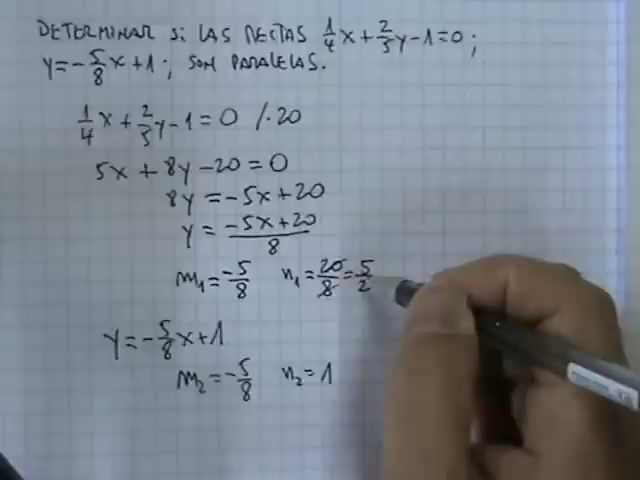 DETERMINAR Si LAS RECTAS 1/4 x + 2/5 y - 1 = 0 ;
y = -5/8 x + 1 ; SON PARALELAS.
1/4 x + 2/5 y - 1 = 0 /·20
5x + 8y - 20 = 0
8y = -5x + 20
y = (-5x + 20)/8
m₁ = -5/8 n₁ = 20/8 = 5/2
y = -5/8 x + 1
m₂ = -5/8 n₂ = 1